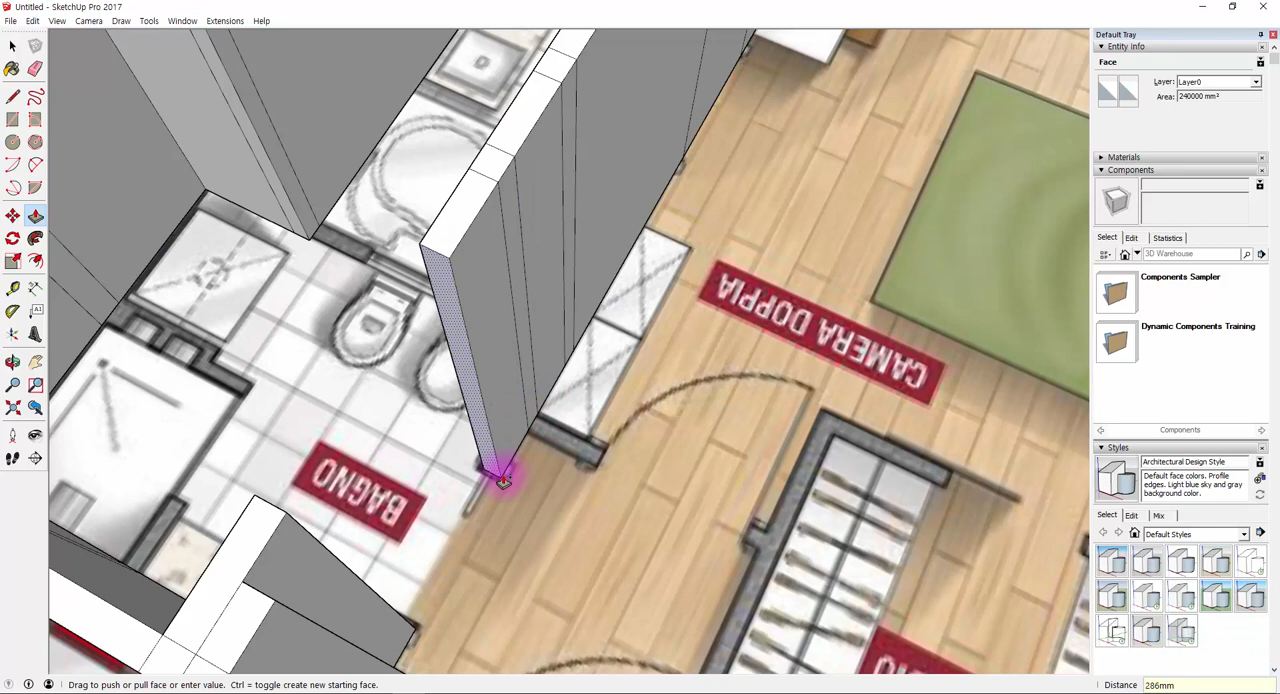 Untitled - SketchUp Pro 2017
File Edit View Camera Draw Tools Window Extensions Help
Default Tray
Entity Info
Face
Layer: Layer0
Area: 240000 mm²
Materials
Components
Select Edit Statistics
3D Warehouse
Components Sampler
Dynamic Components Training
Components
Styles
Architectural Design Style
Default face colors. Profile
edges. Light blue sky and gray
background color.
Select Edit Mix
Default Styles
CAMERA DOPPIA
BAGNO
Drag to push or pull face or enter value. Ctrl = toggle create new starting face.
Distance 286mm